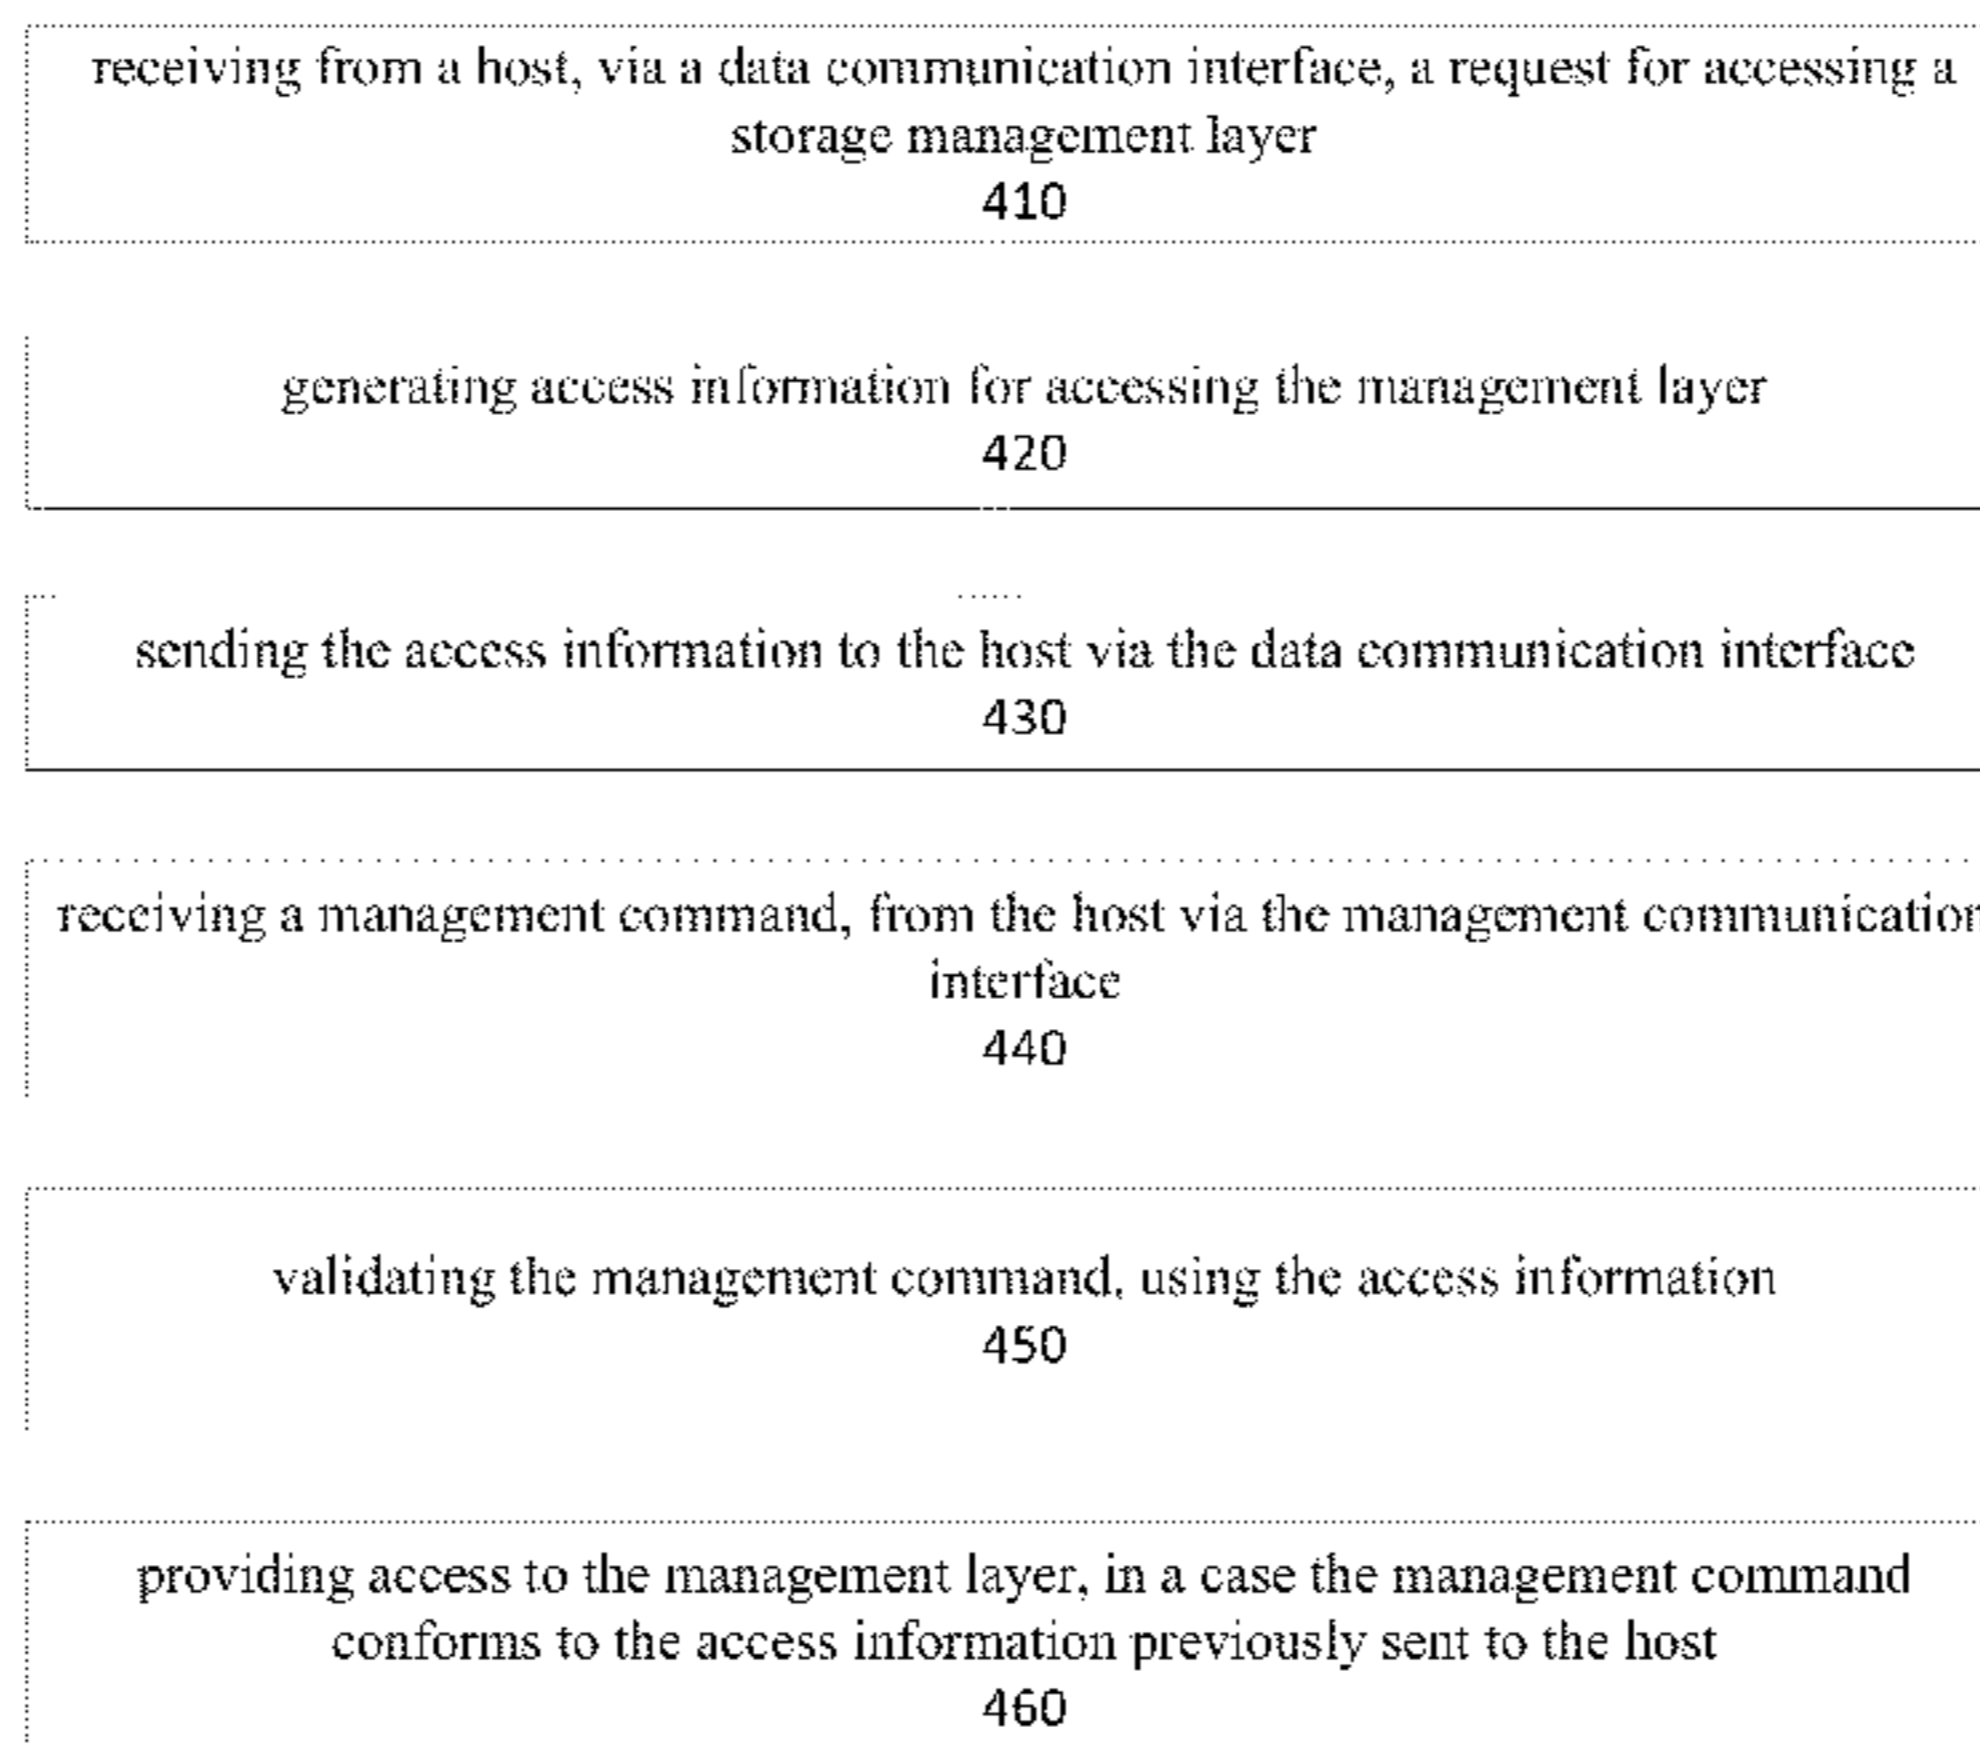 receiving from a host, via a data communication interface, a request for accessing a
storage management layer
410
generating access information for accessing the management layer
420
sending the access information to the host via the data communication interface
430
receiving a management command, from the host via the management communication
interface
440
validating the management command, using the access information
450
providing access to the management layer, in a case the management command
conforms to the access information previously sent to the host
460